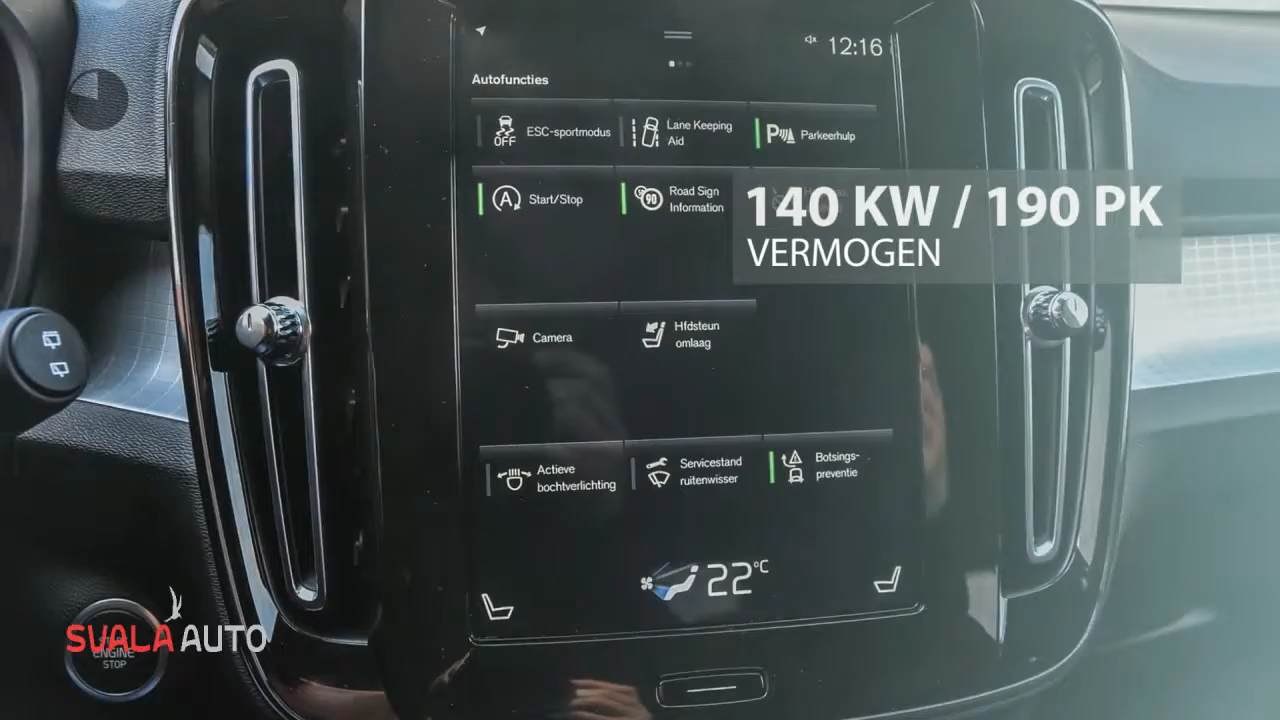 12:16
Autofuncties
OFF
ESC-sportmodus
Lane Keeping
Aid
P
Parkeerhulp
A
Start/Stop
90
Road Sign
Information
140 KW / 190 PK
VERMOGEN
Camera
Hfdsteun
omlaag
Actieve
bochtverlichting
Servicestand
ruitenwisser
Botsings-
preventie
22°C
SVALA AUTO
ENGINE
STOP